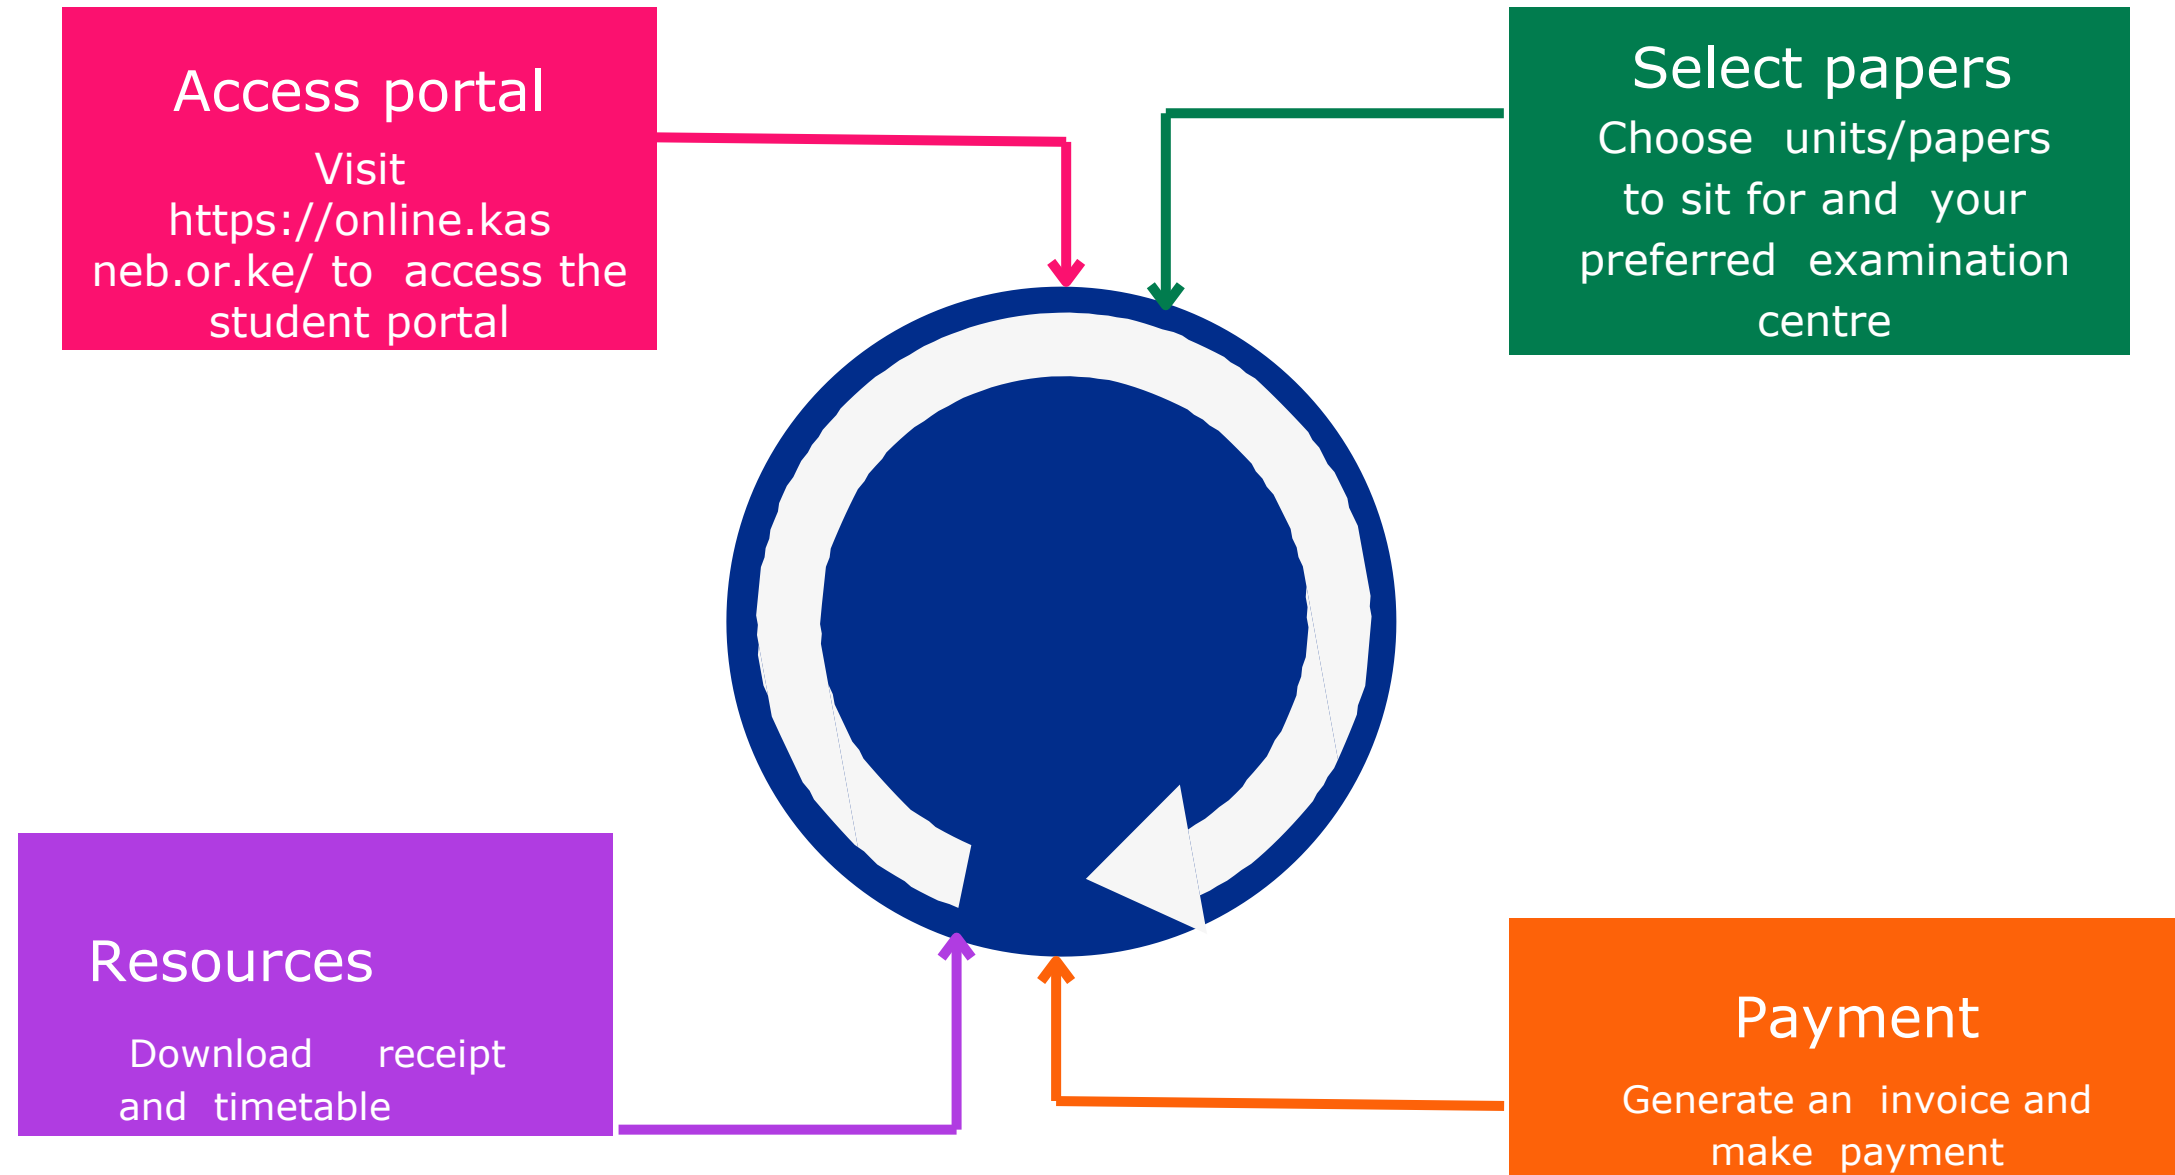 Access portal
Visit
https://online.kas
neb.or.ke/ to access the
student portal
Select papers
Choose units/papers
to sit for and your
preferred examination
centre
Resources
Download receipt
and timetable
Payment
Generate an invoice and
make payment